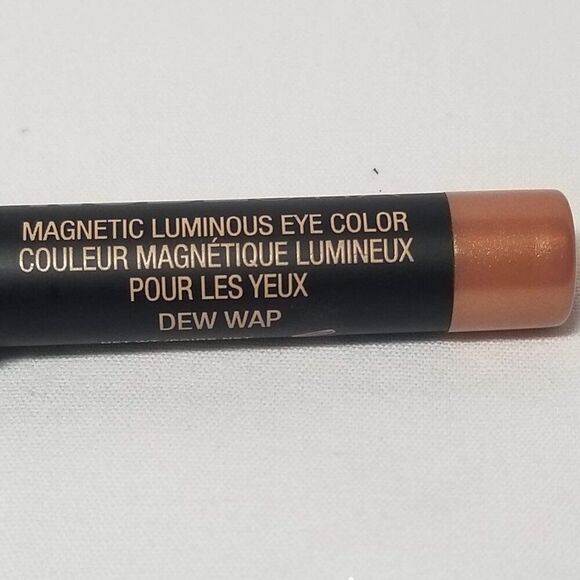 MAGNETIC LUMINOUS EYE COLOR
COULEUR MAGNÉTIQUE LUMINEUX
POUR LES YEUX
DEW WAP